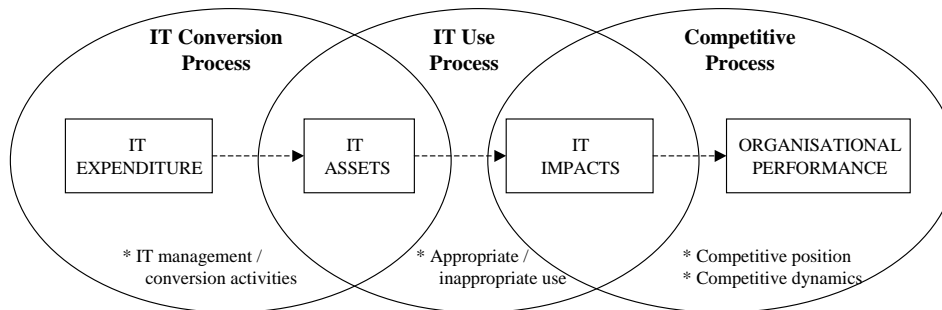 IT Conversion
Process
IT Use
Process
Competitive
Process
IT
EXPENDITURE
IT
ASSETS
IT
IMPACTS
ORGANISATIONAL
PERFORMANCE
* IT management /
conversion activities
* Appropriate /
inappropriate use
* Competitive position
* Competitive dynamics